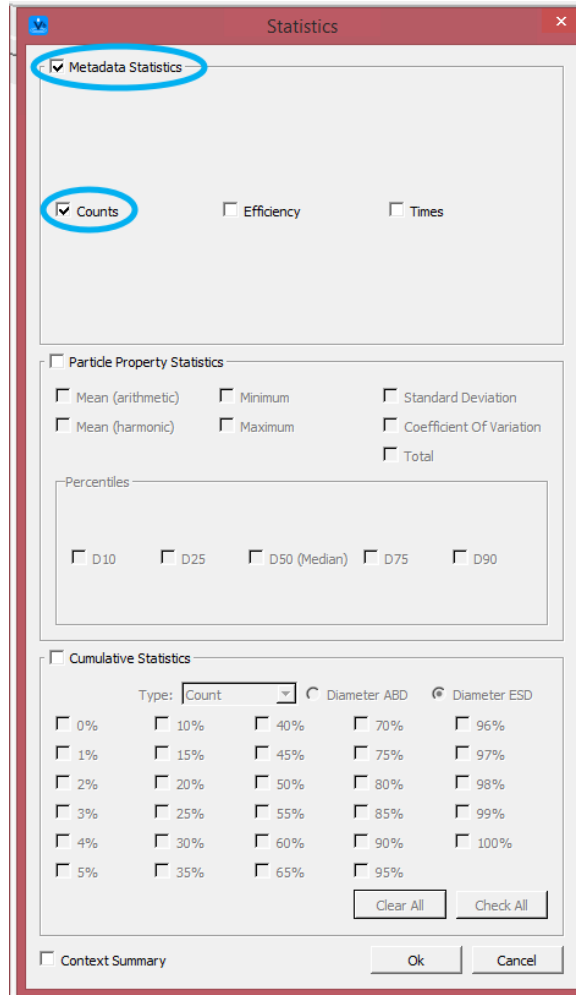 Statistics
Metadata Statistics
Counts Efficiency Times
Particle Property Statistics
Mean (arithmetic) Minimum Standard Deviation
Mean (harmonic) Maximum Coefficient Of Variation
Total
Percentiles
D10 D25 D50 (Median) D75 D90
Cumulative Statistics
Type: Count Diameter ABD Diameter ESD
0% 10% 40% 70% 96%
1% 15% 45% 75% 97%
2% 20% 50% 80% 98%
3% 25% 55% 85% 99%
4% 30% 60% 90% 100%
5% 35% 65% 95%
Clear All Check All
Context Summary Ok Cancel